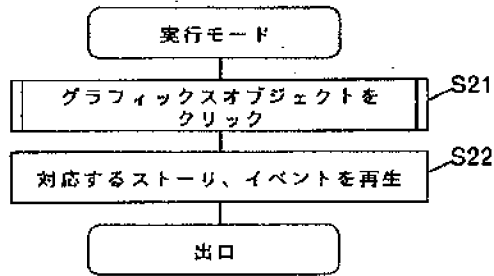 実行モード
グラフィックスオブジェクトを
クリック
S21
対応するストーリ、イベントを再生
S22
出口